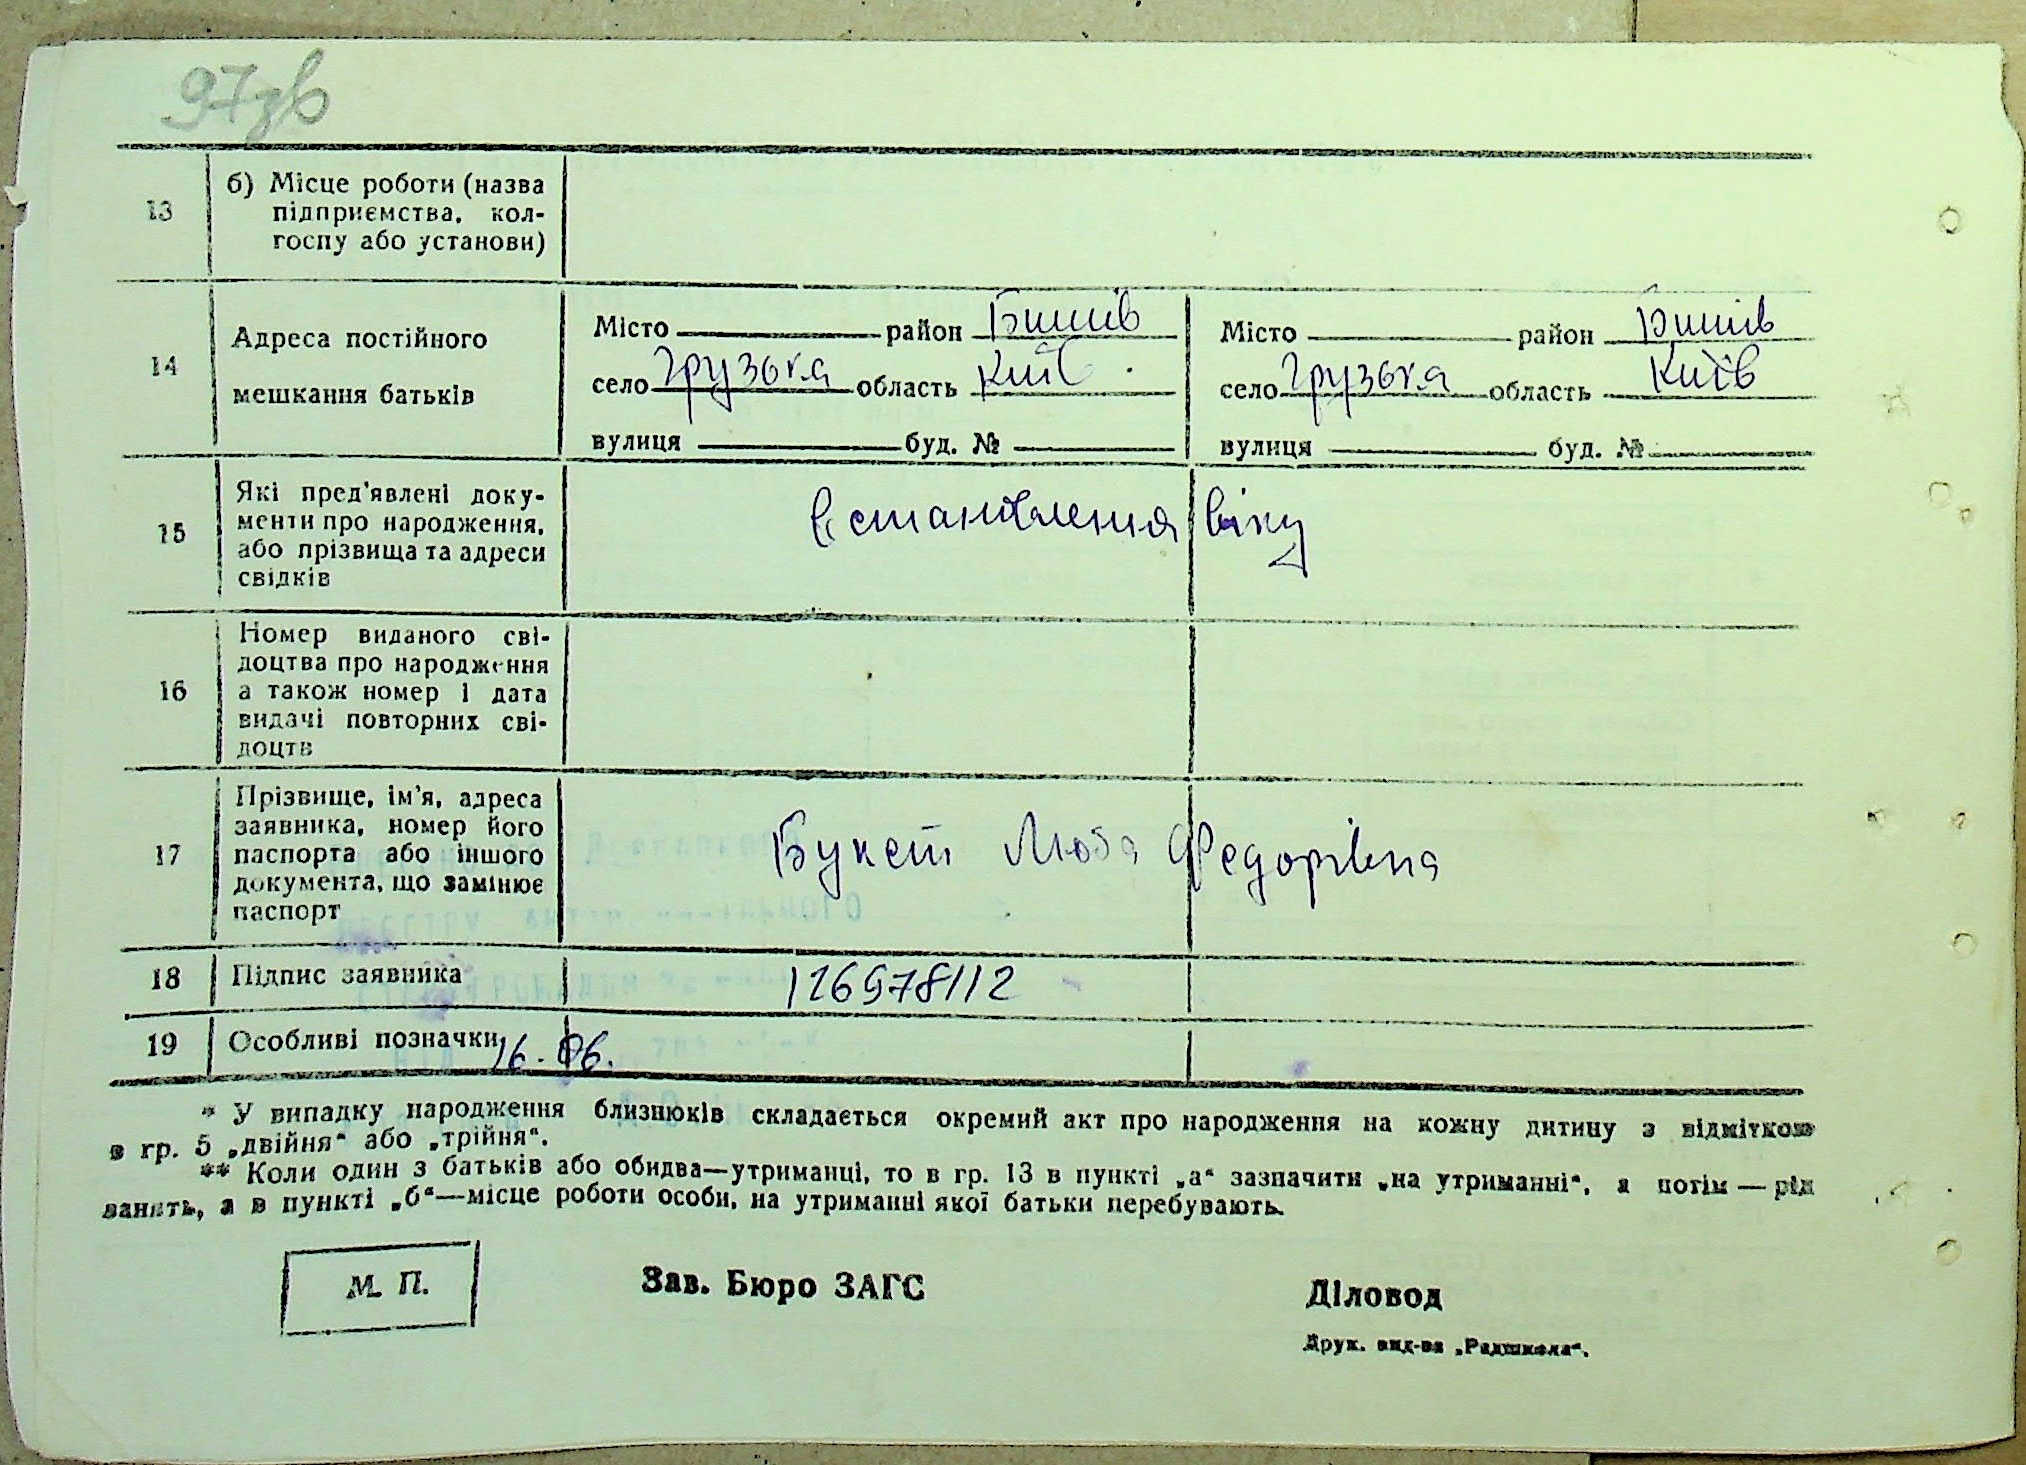 97зв
13
б) Місце роботи (назва
підприємства, кол-
госпу або установи)
14
Адреса постійного
мешкання батьків
Місто район Бишів
село Грузька область Київ
вулиця буд. №
Місто район Бишів
село Грузька область Київ
вулиця буд. №
15
Які пред'явлені доку-
менти про народження,
або прізвища та адреси
свідків
Встановлення віку
16
Номер виданого сві-
доцтва про народження
а також номер і дата
видачі повторних сві-
доцтв
17
Прізвище, ім'я, адреса
заявника, номер його
паспорта або іншого
документа, що замінює
паспорт
Букет Люба Федорівна
18
Підпис заявника
126978/12
19
Особливі позначки
16.06.
* У випадку народження близнюків складається окремий акт про народження на кожну дитину з відміткою
в гр. 5 „двійня“ або „трійня“.
** Коли один з батьків або обидва—утриманці, то в гр. 13 в пункті „а“ зазначити „на утриманні“, а потім — рід
занять, а в пункті „б“—місце роботи особи, на утриманні якої батьки перебувають.
М. П.
Зав. Бюро ЗАГС
Діловод
Друк. вид-ва „Радшкола“.